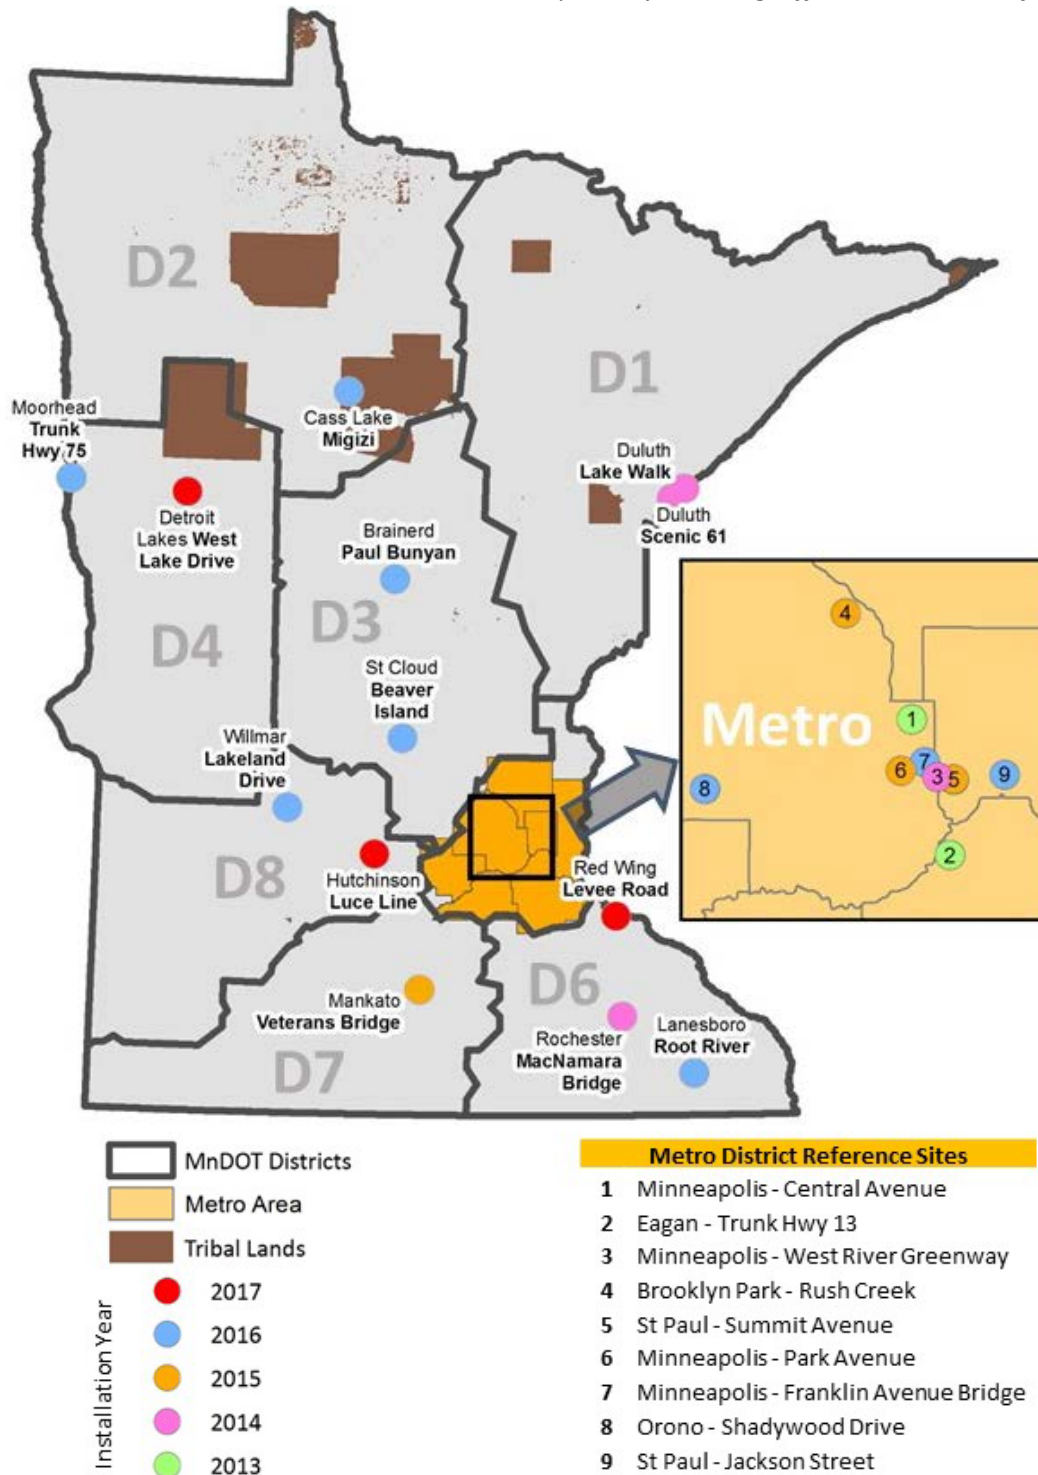 D2
D1
Moorhead
Trunk
Hwy 75
Cass Lake
Migizi
Duluth
Lake Walk
Duluth
Scenic 61
Detroit
Lakes West
Lake Drive
Brainerd
Paul Bunyan
D3
D4
St Cloud
Beaver
Island
Willmar
Lakeland
Drive
Metro
4
1
6
7
3
5
9
8
2
D8
Hutchinson
Luce Line
Red Wing
Levee Road
D6
Mankato
Veterans Bridge
Rochester
MacNamara
Bridge
Lanesboro
Root River
D7
MnDOT Districts
Metro Area
Tribal Lands
Installation Year
2017
2016
2015
2014
2013
Metro District Reference Sites
1 Minneapolis - Central Avenue
2 Eagan - Trunk Hwy 13
3 Minneapolis - West River Greenway
4 Brooklyn Park - Rush Creek
5 St Paul - Summit Avenue
6 Minneapolis - Park Avenue
7 Minneapolis - Franklin Avenue Bridge
8 Orono - Shadywood Drive
9 St Paul - Jackson Street